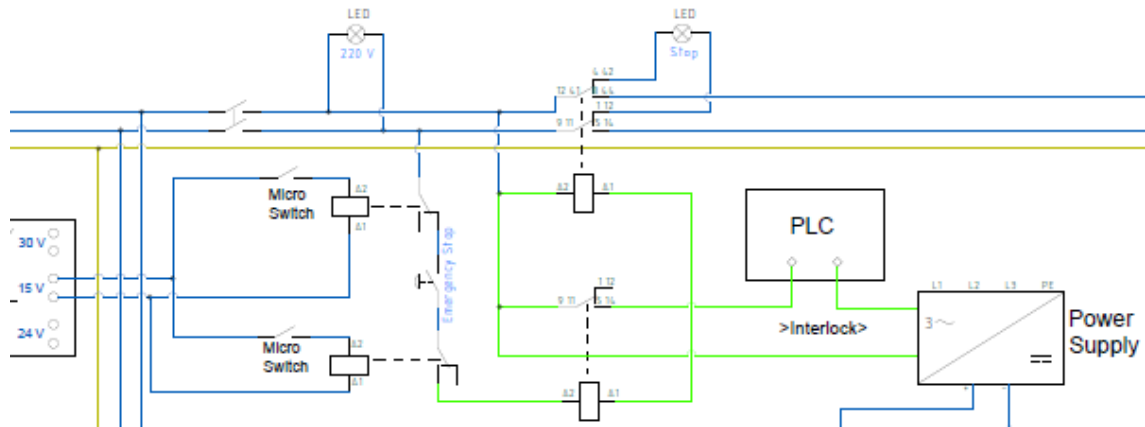 LED
220 V
LED
Stop
4 42
12 41
8 44
1 12
9 11
5 14
A2
A1
A2
A1
Micro
Switch
30 V
15 V
24 V
Emergency Stop
PLC
1 12
9 11
5 14
>Interlock>
L1
L2
L3
PE
3
Power
Supply
+
-
Micro
Switch
A2
A1
A2
A1